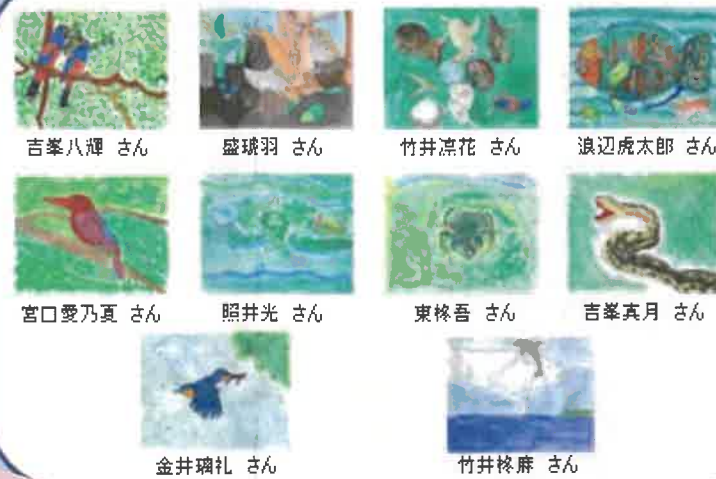 吉峯八輝 さん
盛琥羽 さん
竹井凛花 さん
浪辺虎太郎 さん
宮口愛乃夏 さん
照井光 さん
東柊吾 さん
吉峯真月 さん
金井璃礼 さん
竹井柊麻 さん